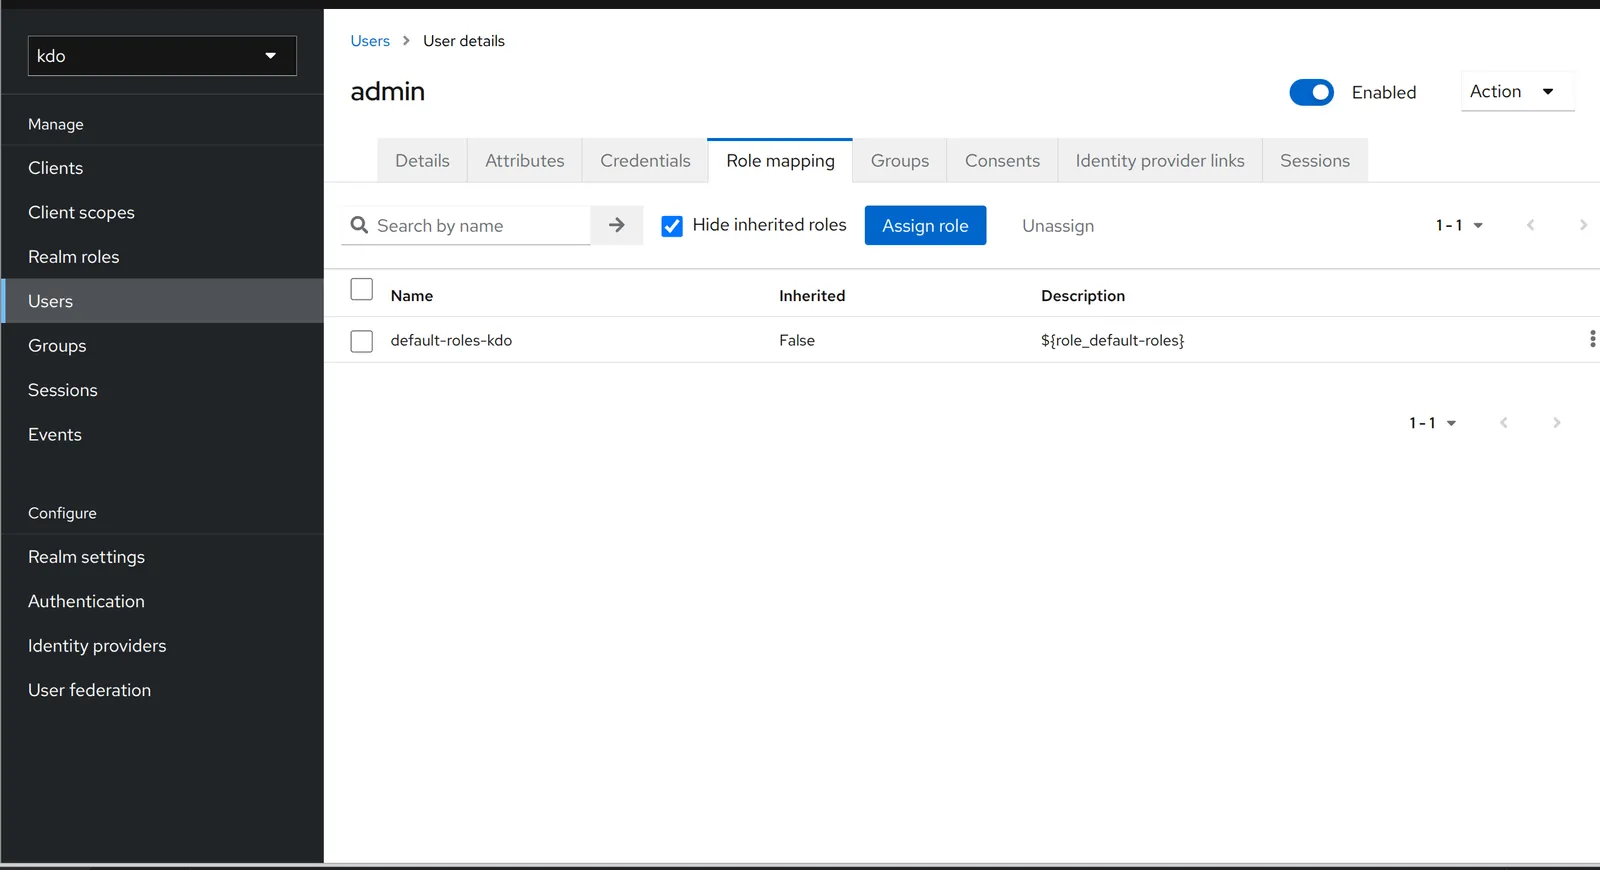 kdo
Manage
Clients
Client scopes
Realm roles
Users
Groups
Sessions
Events
Configure
Realm settings
Authentication
Identity providers
User federation
Users > User details
admin
Enabled
Action
Details Attributes Credentials Role mapping Groups Consents Identity provider links Sessions
Search by name Hide inherited roles Assign role Unassign 1 - 1
Name Inherited Description
default-roles-kdo False ${role_default-roles}
1 - 1